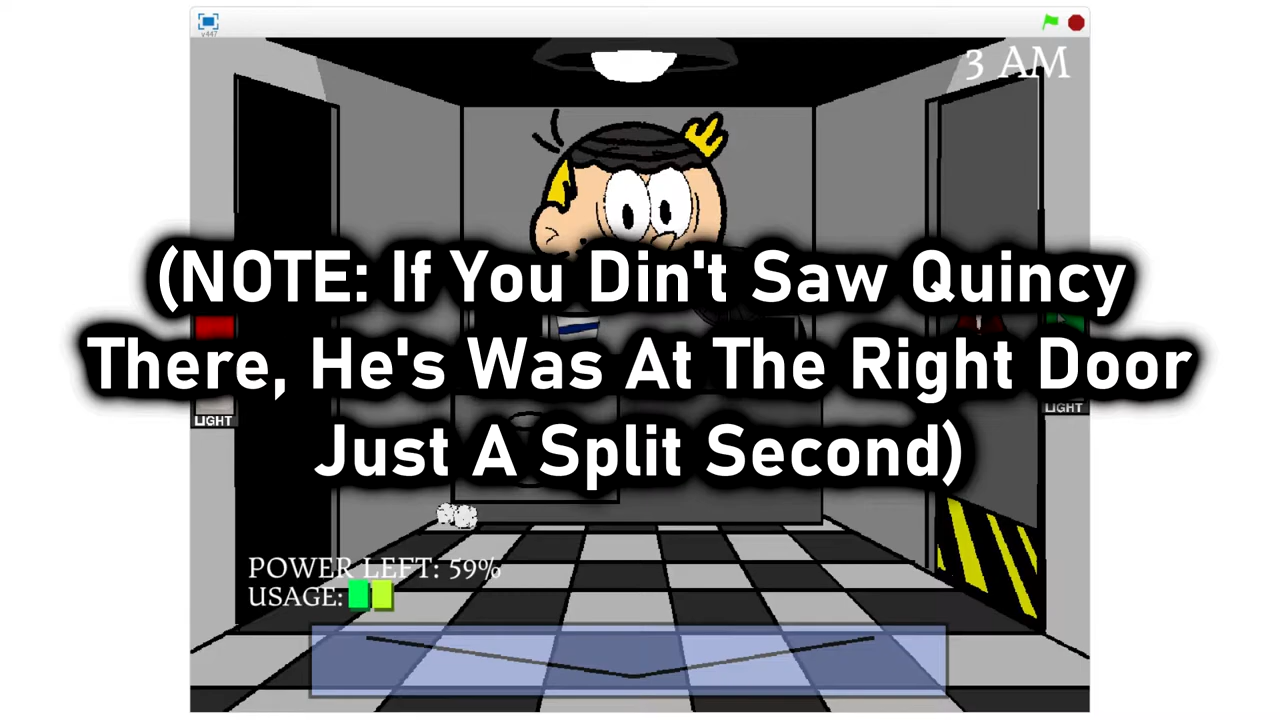 v447
3 AM
(NOTE: If You Din't Saw Quincy
There, He's Was At The Right Door
Just A Split Second)
LIGHT
LIGHT
POWER LEFT: 59%
USAGE: